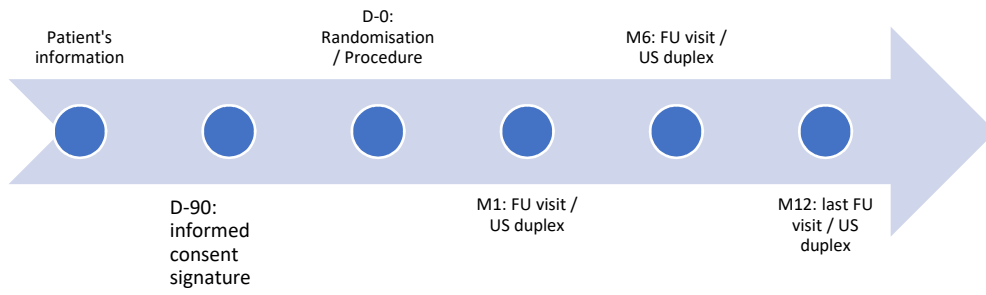 Patient's
information
D-90:
informed
consent
signature
D-0:
Randomisation
/ Procedure
M1: FU visit /
US duplex
M6: FU visit /
US duplex
M12: last FU
visit / US
duplex